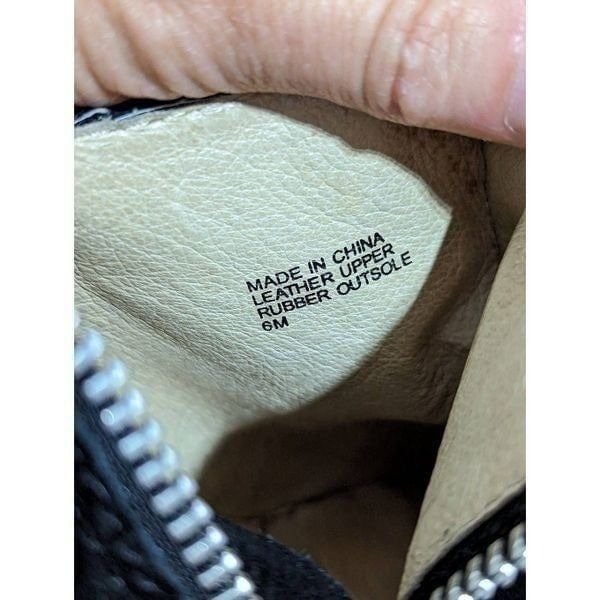 MADE IN CHINA
LEATHER UPPER
RUBBER OUTSOLE
6M